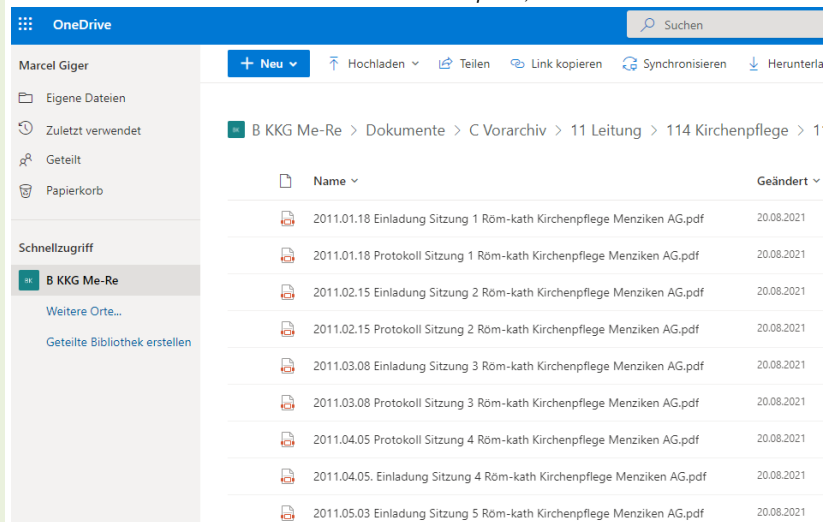 OneDrive
Suchen
Marcel Giger
Neu
Hochladen
Teilen
Link kopieren
Synchronisieren
Herunterla
Eigene Dateien
Zuletzt verwendet
Geteilt
Papierkorb
B KKG Me-Re > Dokumente > C Vorarchiv > 11 Leitung > 114 Kirchenpflege > 1
Name
Geändert
2011.01.18 Einladung Sitzung 1 Röm-kath Kirchenpflege Menziken AG.pdf 20.08.2021
2011.01.18 Protokoll Sitzung 1 Röm-kath Kirchenpflege Menziken AG.pdf 20.08.2021
Schnellzugriff
BK B KKG Me-Re
Weitere Orte...
Geteilte Bibliothek erstellen
2011.02.15 Einladung Sitzung 2 Röm-kath Kirchenpflege Menziken AG.pdf 20.08.2021
2011.02.15 Protokoll Sitzung 2 Röm-kath Kirchenpflege Menziken AG.pdf 20.08.2021
2011.03.08 Einladung Sitzung 3 Röm-kath Kirchenpflege Menziken AG.pdf 20.08.2021
2011.03.08 Protokoll Sitzung 3 Röm-kath Kirchenpflege Menziken AG.pdf 20.08.2021
2011.04.05 Protokoll Sitzung 4 Röm-kath Kirchenpflege Menziken AG.pdf 20.08.2021
2011.04.05. Einladung Sitzung 4 Röm-kath Kirchenpflege Menziken AG.pdf 20.08.2021
2011.05.03 Einladung Sitzung 5 Röm-kath Kirchenpflege Menziken AG.pdf 20.08.2021